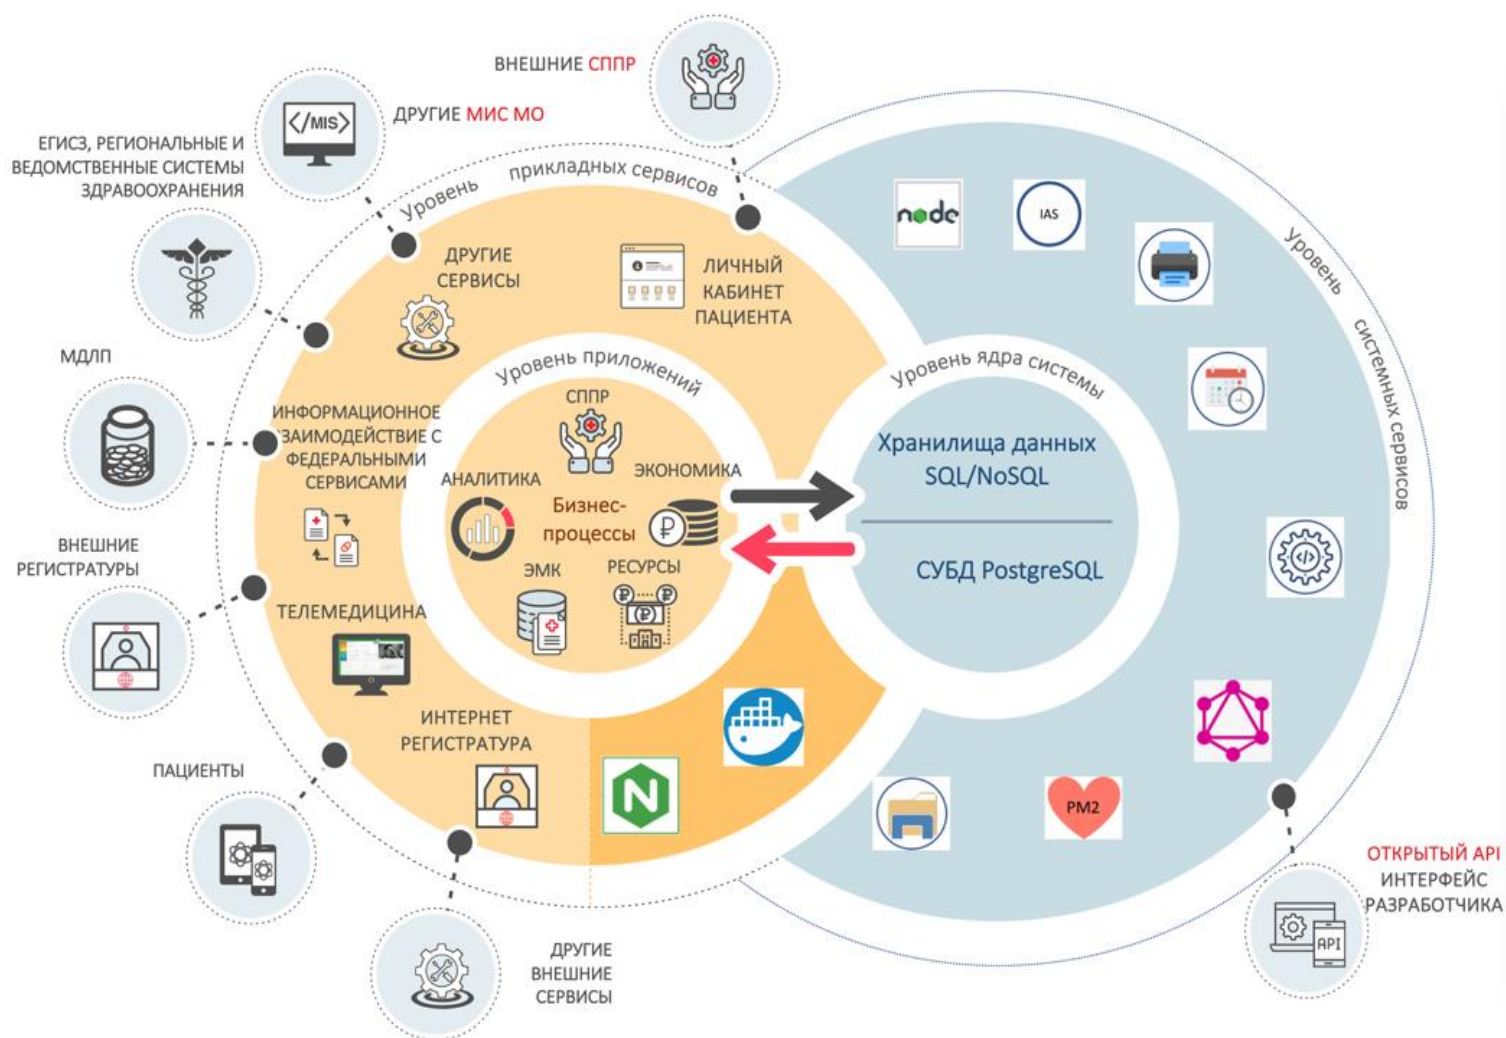 ВНЕШНИЕ СППР
</MIS>
ДРУГИЕ МИС МО
ЕГИСЗ, РЕГИОНАЛЬНЫЕ И
ВЕДОМСТВЕННЫЕ СИСТЕМЫ
ЗДРАВООХРАНЕНИЯ
МДЛП
ВНЕШНИЕ
РЕГИСТРАТУРЫ
ПАЦИЕНТЫ
ДРУГИЕ
ВНЕШНИЕ
СЕРВИСЫ
Уровень прикладных сервисов
ДРУГИЕ
СЕРВИСЫ
ЛИЧНЫЙ
КАБИНЕТ
ПАЦИЕНТА
ИНФОРМАЦИОННОЕ
ЗАИМОДЕЙСТВИЕ С
ФЕДЕРАЛЬНЫМИ
СЕРВИСАМИ
ТЕЛЕМЕДИЦИНА
ИНТЕРНЕТ
РЕГИСТРАТУРА
Уровень приложений
СППР
АНАЛИТИКА
ЭКОНОМИКА
Бизнес-
процессы
ЭМК
РЕСУРСЫ
N
Уровень ядра системы
Хранилища данных
SQL/NoSQL
СУБД PostgreSQL
Уровень системных сервисов
node
IAS
</>
PM2
ОТКРЫТЫЙ API
ИНТЕРФЕЙС
РАЗРАБОТЧИКА
API